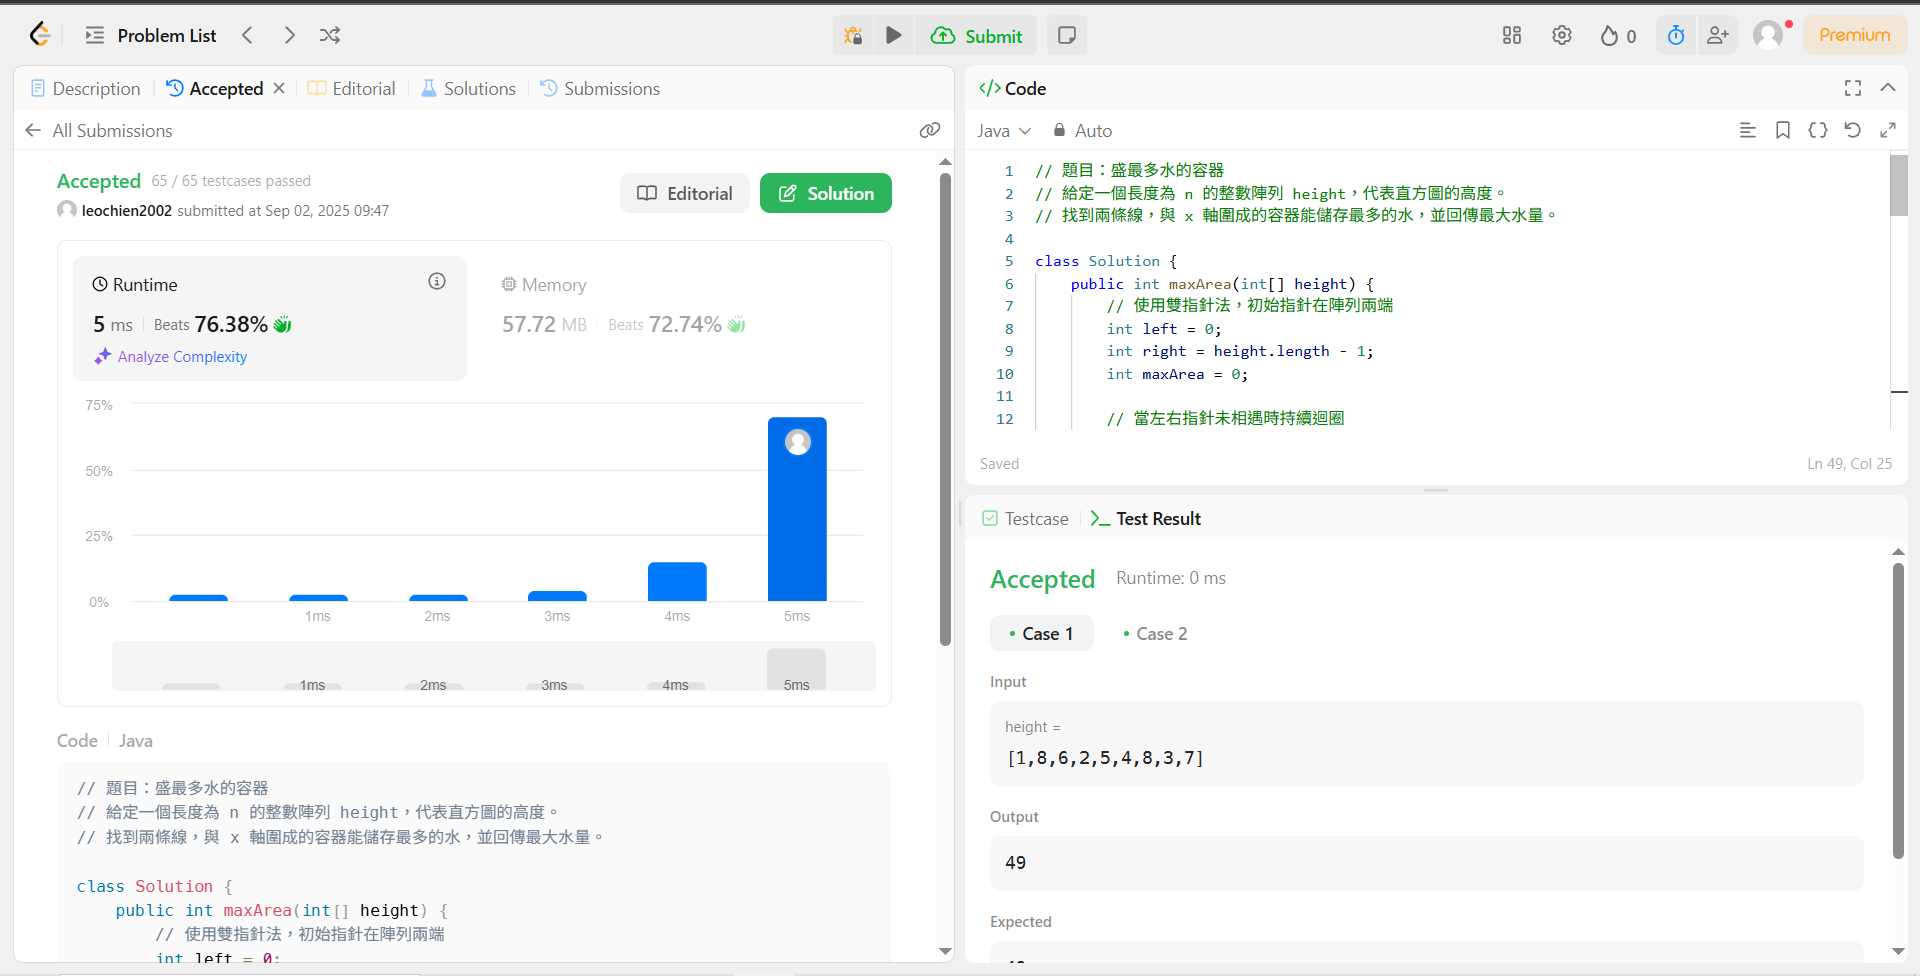 Problem List
Submit
0
Premium
Description
Accepted
Editorial
Solutions
Submissions
All Submissions
Accepted 65 / 65 testcases passed
leochien2002 submitted at Sep 02, 2025 09:47
Editorial
Solution
Runtime
5 ms Beats 76.38%
Analyze Complexity
Memory
57.72 MB Beats 72.74%
75%
50%
25%
0%
1ms 2ms 3ms 4ms 5ms
1ms 2ms 3ms 4ms 5ms
Code Java
// 題目：盛最多水的容器
// 給定一個長度為 n 的整數陣列 height，代表直方圖的高度。
// 找到兩條線，與 x 軸圍成的容器能儲存最多的水，並回傳最大水量。
class Solution {
public int maxArea(int[] height) {
// 使用雙指針法，初始指針在陣列兩端
int left = 0;
</> Code
Java Auto
1 // 題目：盛最多水的容器
2 // 給定一個長度為 n 的整數陣列 height，代表直方圖的高度。
3 // 找到兩條線，與 x 軸圍成的容器能儲存最多的水，並回傳最大水量。
4
5 class Solution {
6 public int maxArea(int[] height) {
7 // 使用雙指針法，初始指針在陣列兩端
8 int left = 0;
9 int right = height.length - 1;
10 int maxArea = 0;
11
12 // 當左右指針未相遇時持續迴圈
Saved
Ln 49, Col 25
Testcase
Test Result
Accepted Runtime: 0 ms
Case 1
Case 2
Input
height =
[1,8,6,2,5,4,8,3,7]
Output
49
Expected